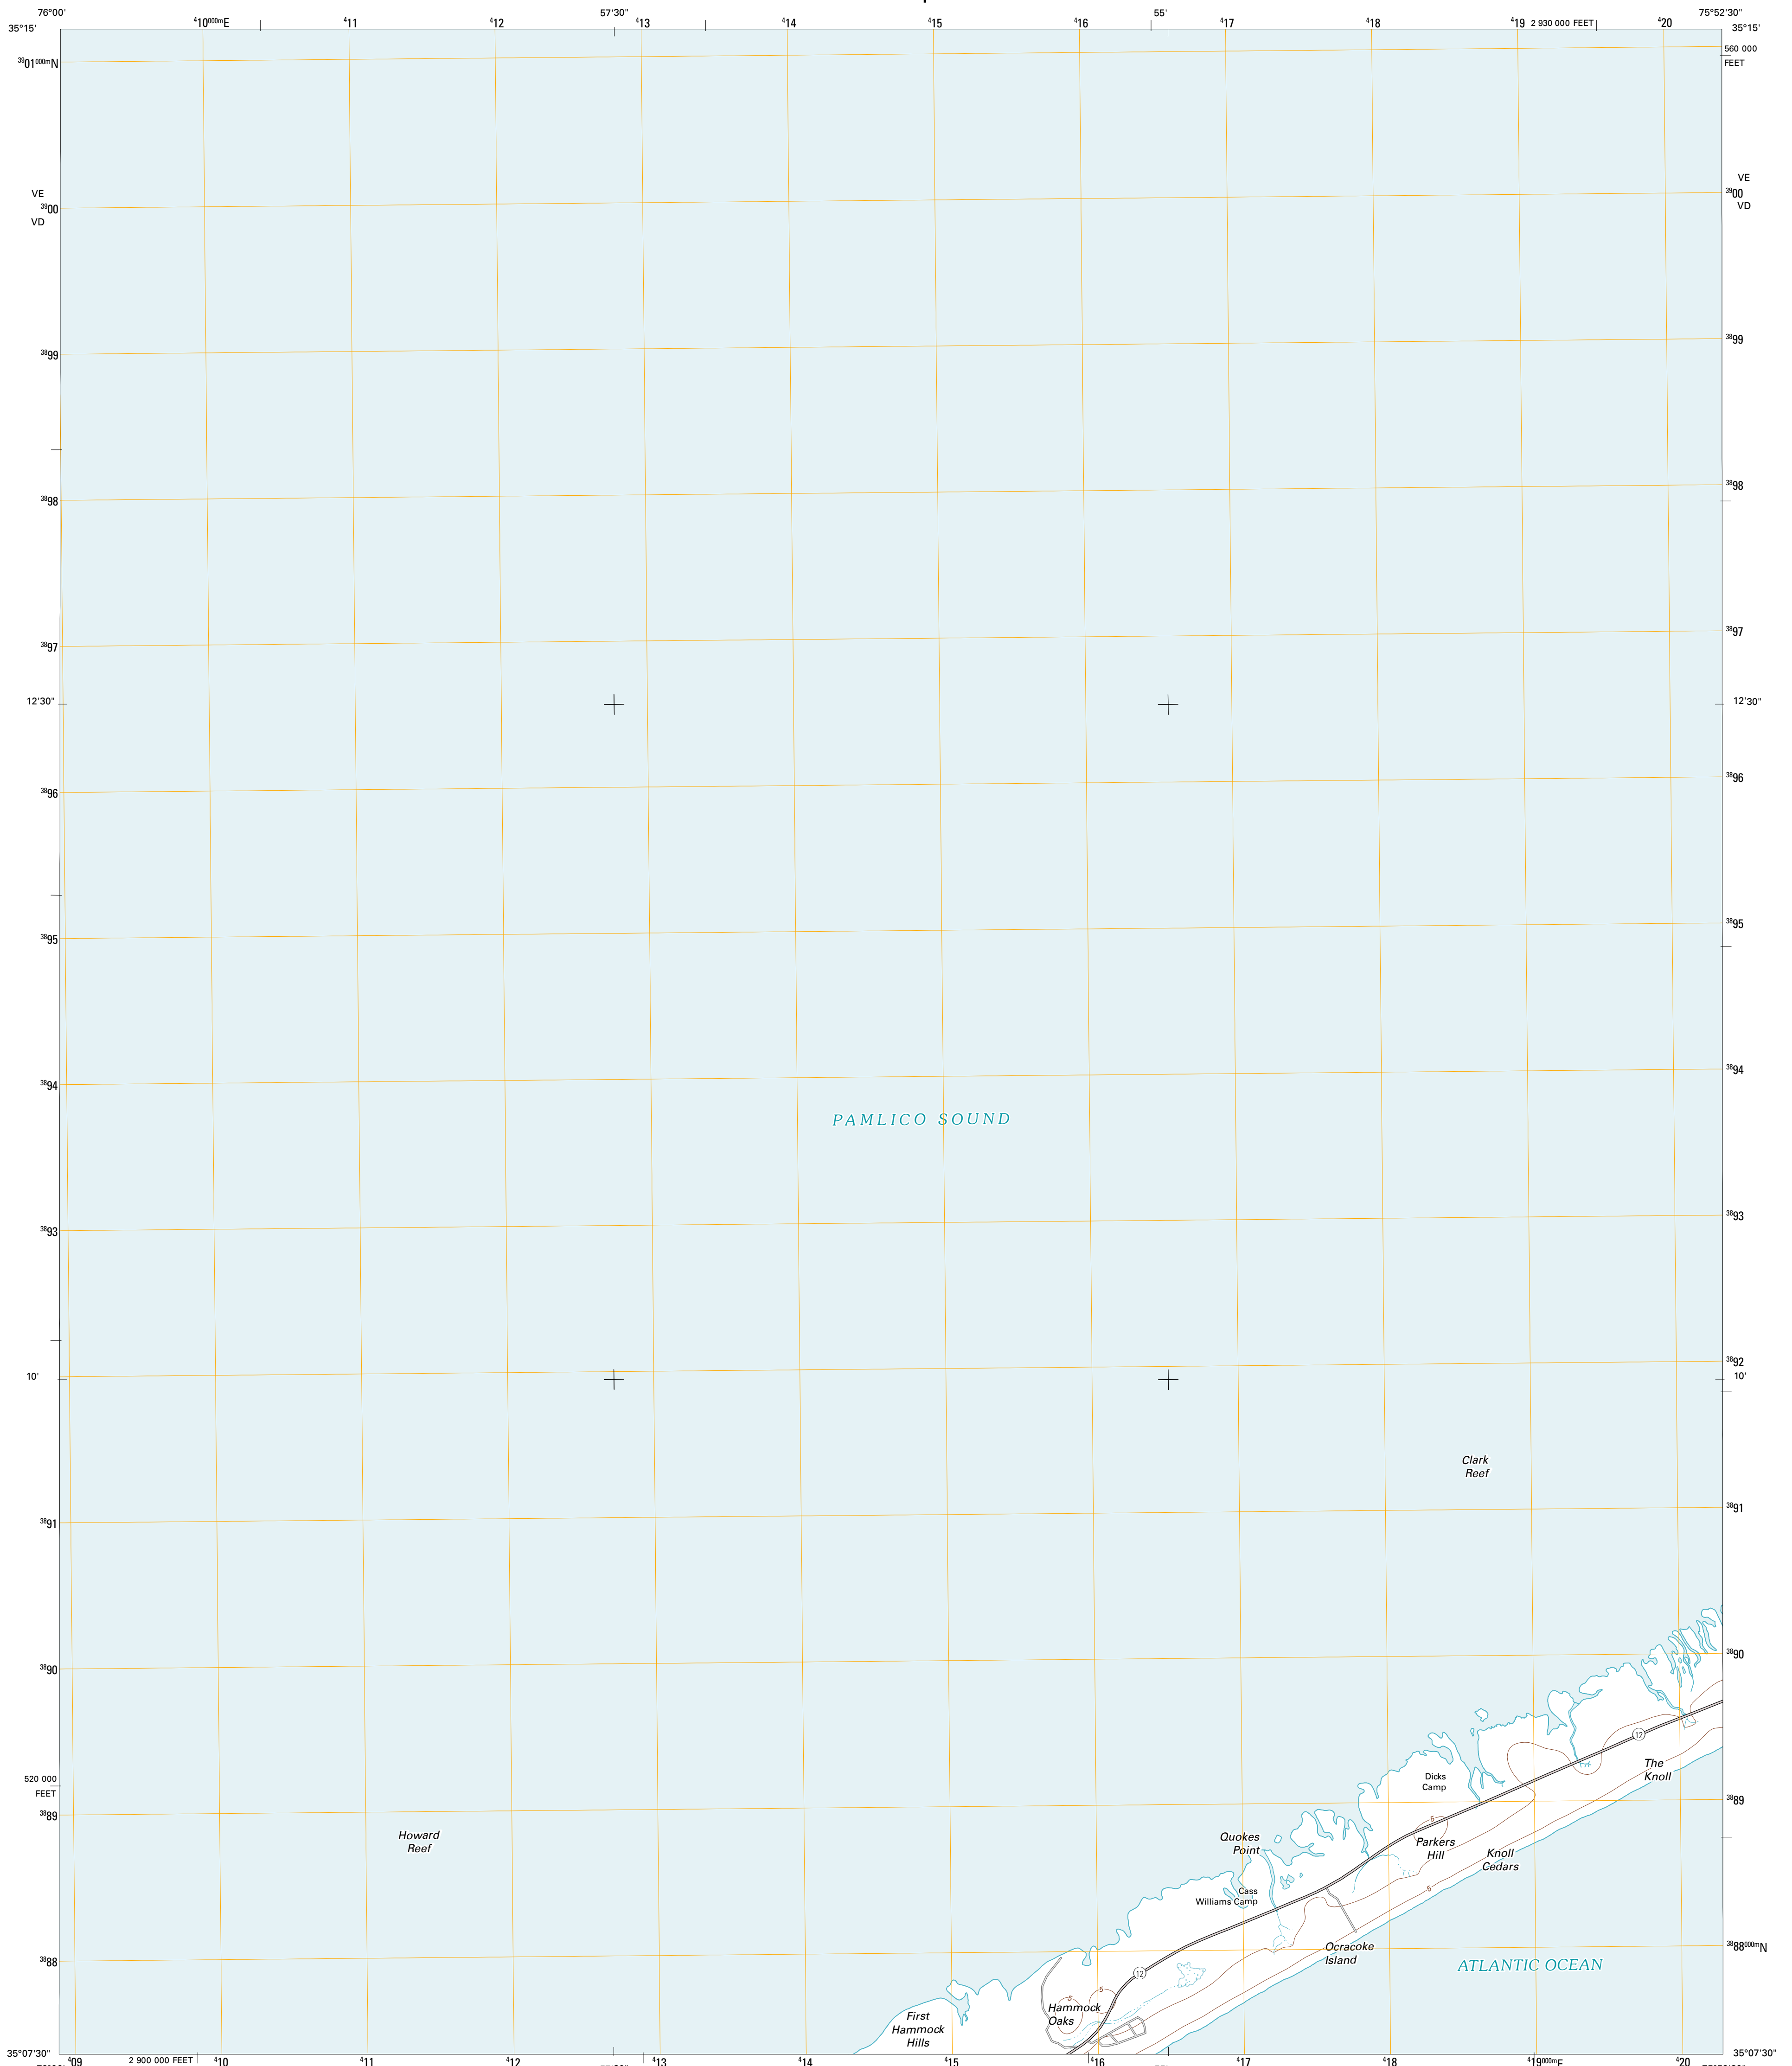 76°00' ⁴10⁰⁰⁰ᵐE ⁴11 ⁴12 57'30" ⁴13 ⁴14 ⁴15 ⁴16 55' ⁴17 ⁴18 ⁴19 2 930 000 FEET ⁴20 75°52'30"
35°15' 35°15'
³⁹01⁰⁰⁰ᵐN 560 000
FEET
VE VE
³⁹00 ³⁹00
VD VD
³⁸99 ³⁸99
³⁸98 ³⁸98
³⁸97 ³⁸97
12'30" 12'30"
³⁸96 ³⁸96
³⁸95 ³⁸95
³⁸94 ³⁸94
PAMLICO SOUND
³⁸93 ³⁸93
³⁸92
10' 10'
Clark
Reef
³⁸91 ³⁸91
³⁸90 ³⁸90
12
The
Knoll
Dicks
Camp
520 000
FEET
³⁸89 ³⁸89
5
Howard
Reef
Quokes
Point
Parkers
Hill
Knoll
Cedars
5
Cass
Williams Camp
Ocracoke
Island
³⁸88 ³⁸88⁰⁰⁰ᵐN
ATLANTIC OCEAN
12
5
5
Hammock
Oaks
First
Hammock
Hills
35°07'30" 35°07'30"
⁴09 2 900 000 FEET ⁴10 ⁴11 ⁴12 ⁴13 ⁴14 ⁴15 ⁴16 ⁴17 ⁴18 ⁴19⁰⁰⁰ᵐE ⁴20